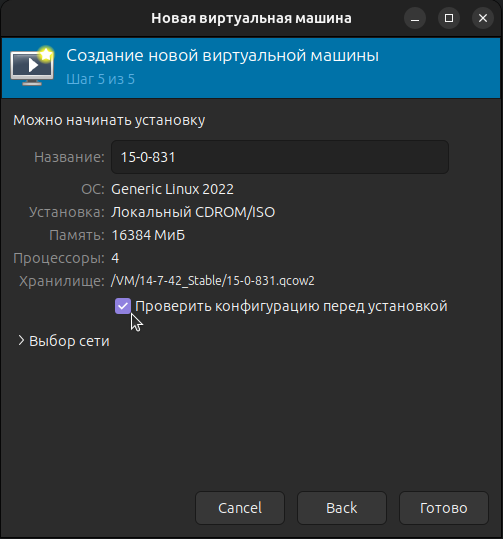 Новая виртуальная машина
Создание новой виртуальной машины
Шаг 5 из 5
Можно начинать установку
Название: 15-0-831
ОС: Generic Linux 2022
Установка: Локальный CDROM/ISO
Память: 16384 МиБ
Процессоры: 4
Хранилище: /VM/14-7-42_Stable/15-0-831.qcow2
Проверить конфигурацию перед установкой
Выбор сети
Cancel Back Готово